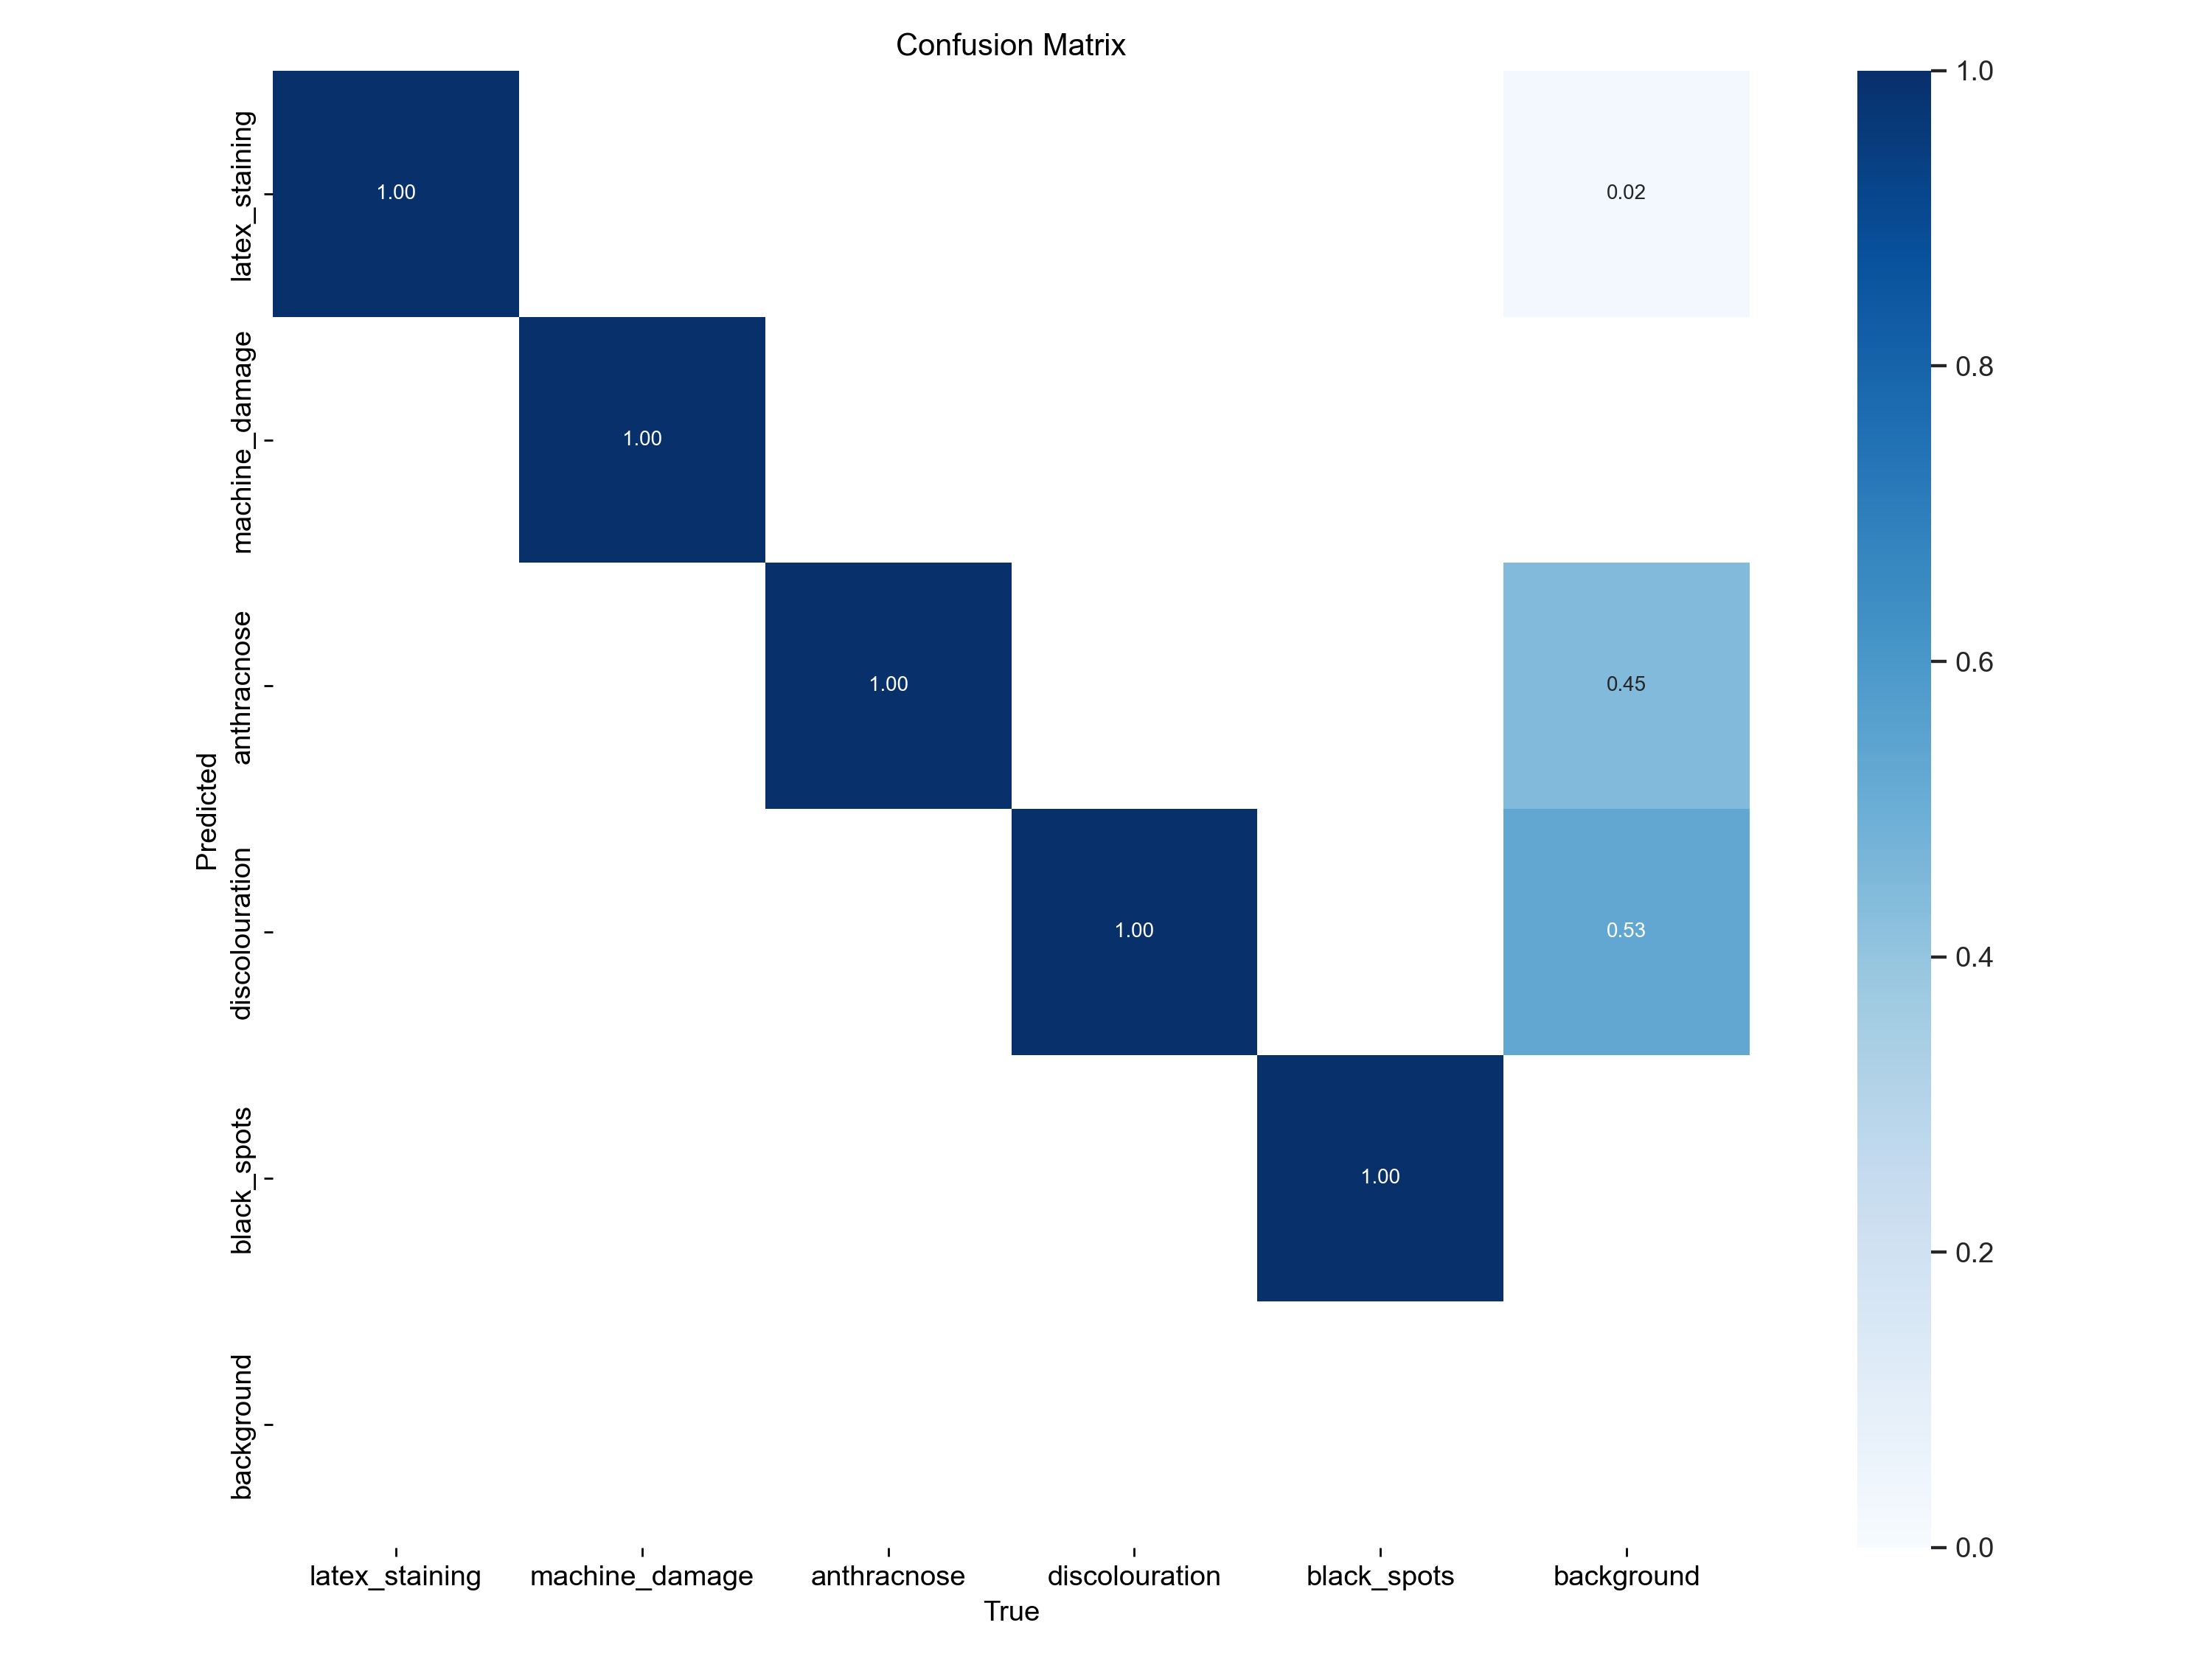 Confusion Matrix
latex_staining
machine_damage
anthracnose
discolouration
black_spots
background
Predicted
1.00
0.02
1.00
1.00
0.45
1.00
0.53
1.00
latex_staining
machine_damage
anthracnose
discolouration
black_spots
background
True
1.0
0.8
0.6
0.4
0.2
0.0